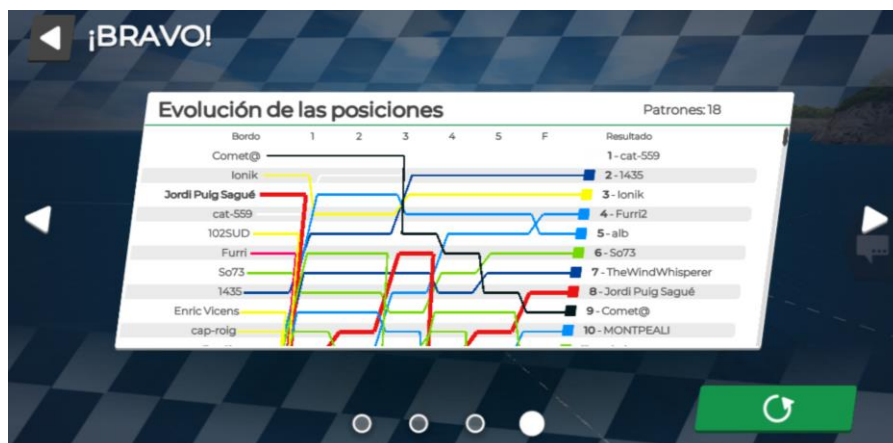 ¡BRAVO!
Evolución de las posiciones Patrones: 18
Bordo 1 2 3 4 5 F Resultado
Comet@ 1 - cat-559
Ionik 2 - 1435
Jordi Puig Sagué 3 - Ionik
cat-559 4 - Furri2
102SUD 5 - alb
Furri 6 - So73
So73 7 - TheWindWhisperer
1435 8 - Jordi Puig Sagué
Enric Vicens 9 - Comet@
cap-roig 10 - MONTPEALI